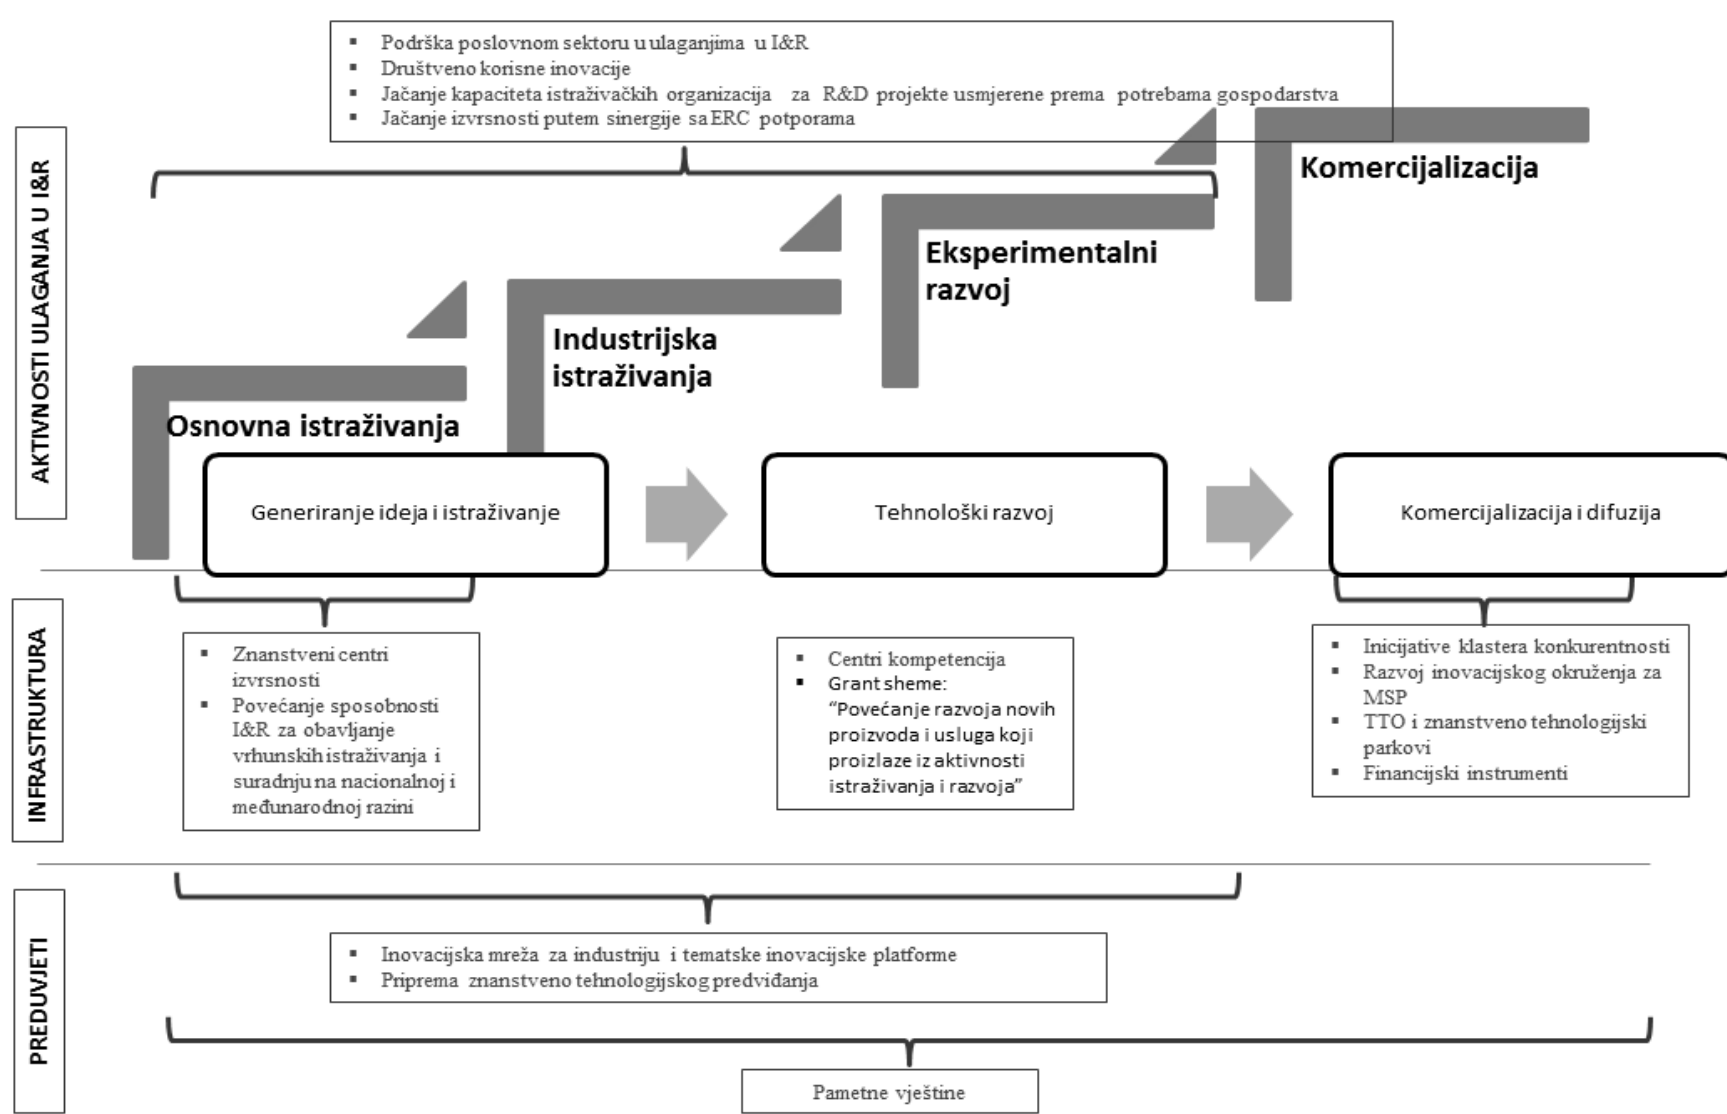 Podrška poslovnom sektoru u ulaganjima u I&R
Društveno korisne inovacije
Jačanje kapaciteta istraživačkih organizacija za R&D projekte usmjerene prema potrebama gospodarstva
Jačanje izvrsnosti putem sinergije sa ERC potporama
AKTIVNOSTI ULAGANJA U I&R
Komercijalizacija
Eksperimentalni
razvoj
Industrijska
istraživanja
Osnovna istraživanja
Generiranje ideja i istraživanje
Tehnološki razvoj
Komercijalizacija i difuzija
INFRASTRUKTURA
Znanstveni centri
izvrsnosti
Povećanje sposobnosti
I&R za obavljanje
vrhunskih istraživanja i
suradnju na nacionalnoj i
međunarodnoj razini
Centri kompetencija
Grant sheme:
“Povećanje razvoja novih
proizvoda i usluga koji
proizlaze iz aktivnosti
istraživanja i razvoja”
Inicijative klastera konkurentnosti
Razvoj inovacijskog okruženja za
MSP
TTO i znanstveno tehnologijski
parkovi
Financijski instrumenti
PREDUVJETI
Inovacijska mreža za industriju i tematske inovacijske platforme
Priprema znanstveno tehnologijskog predviđanja
Pametne vještine